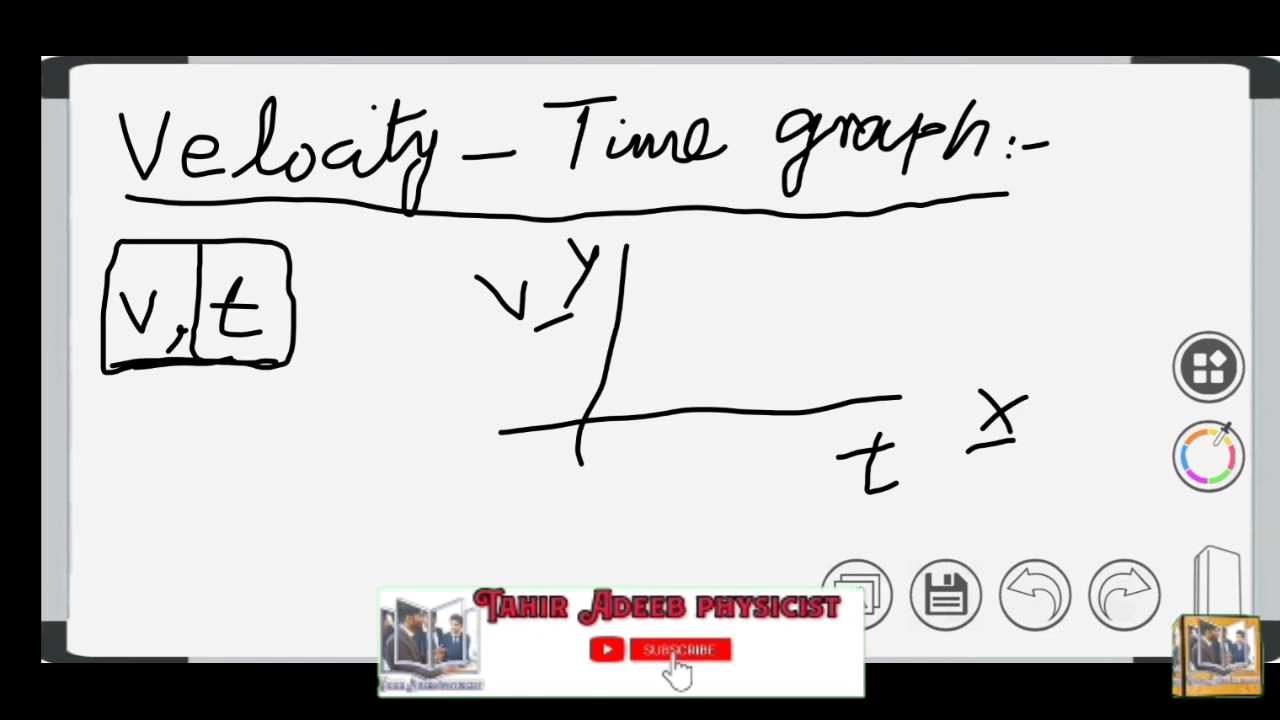 Velocity - Time graph:-
v, t
v y
t x
TAHIR ADEEB PHYSICIST
SUBSCRIBE